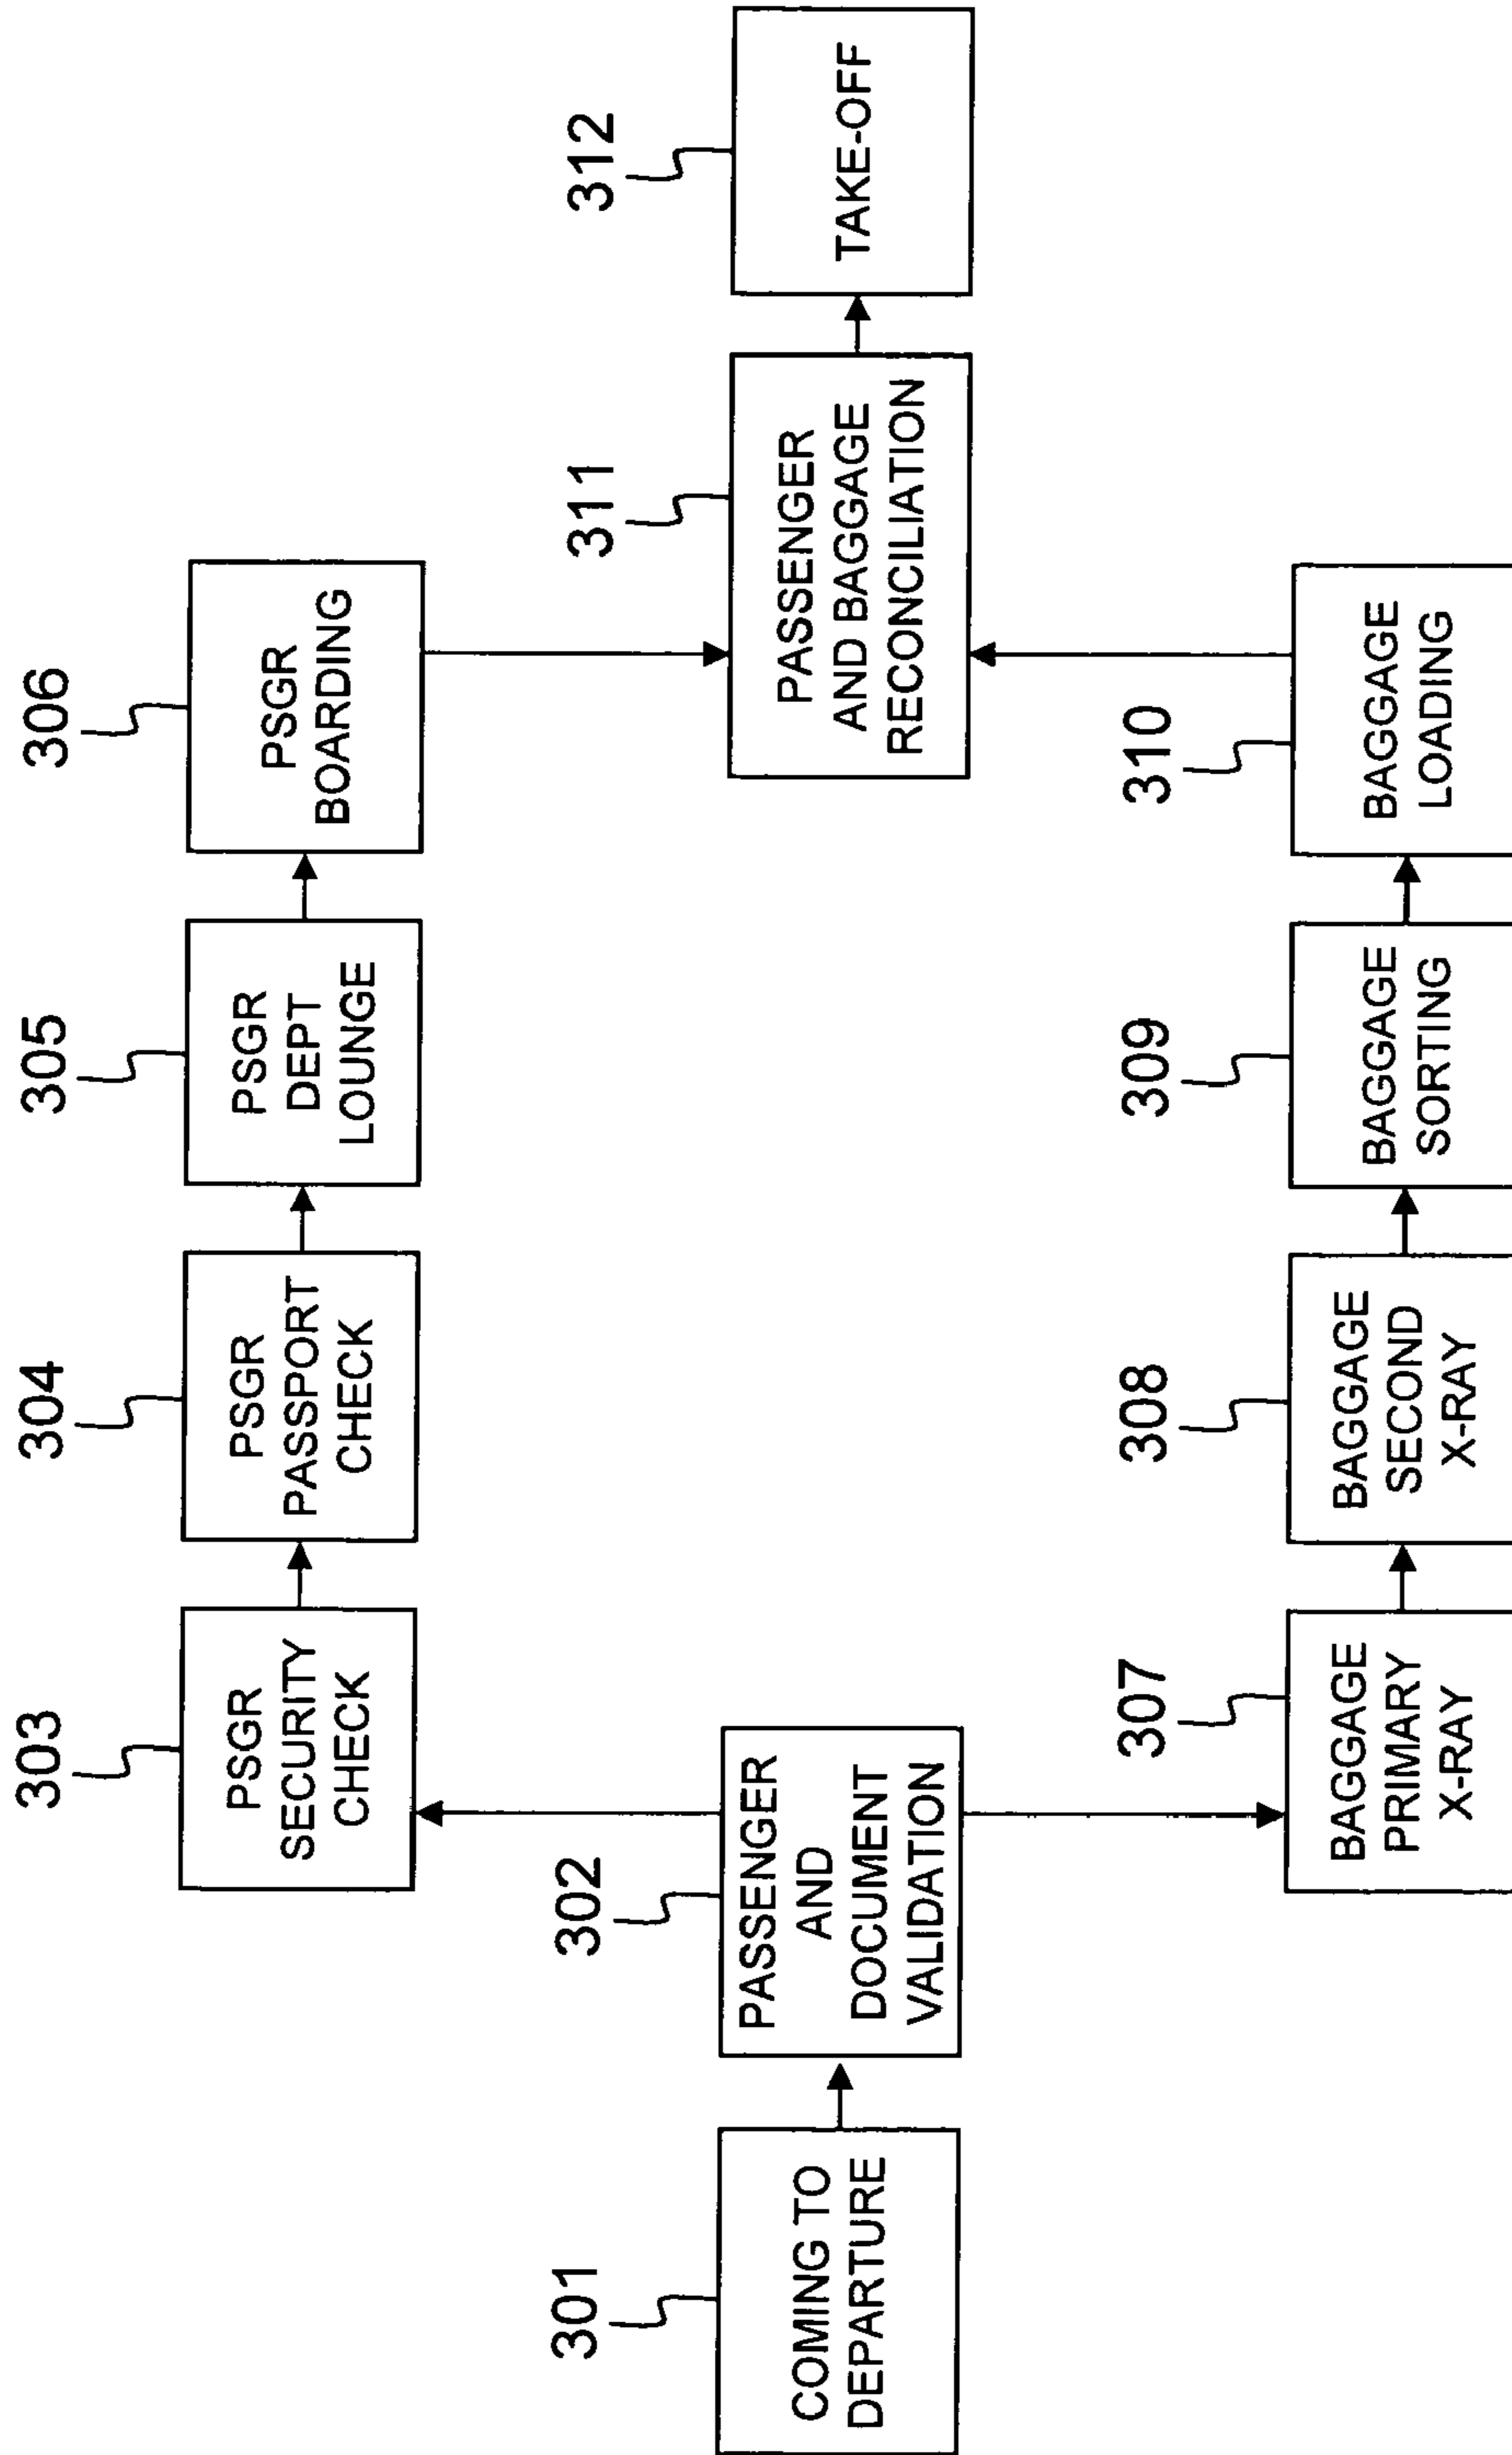 301
COMING TO
DEPARTURE
302
PASSENGER
AND
DOCUMENT
VALIDATION
303
PSGR
SECURITY
CHECK
304
PSGR
PASSPORT
CHECK
305
PSGR
DEPT
LOUNGE
306
PSGR
BOARDING
307
BAGGAGE
PRIMARY
X-RAY
308
BAGGAGE
SECOND
X-RAY
309
BAGGAGE
SORTING
310
BAGGAGE
LOADING
311
PASSENGER
AND BAGGAGE
RECONCILIATION
312
TAKE-OFF